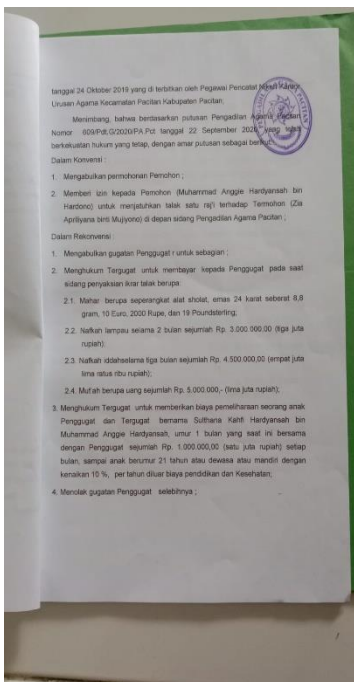 tanggal 24 Oktober 2019 yang di terbitkan oleh Pegawai Pencatat Nikah Kantor
Urusan Agama Kecamatan Pacitan Kabupaten Pacitan;
Menimbang, bahwa berdasarkan putusan Pengadilan Agama Pacitan
Nomor 809/Pdt.G/2020/PA.Pct tanggal 22 September 2020 yang telah
berkekuatan hukum yang tetap, dengan amar putusan sebagai berikut:
Dalam Konvensi :
1. Mengabulkan permohonan Pemohon ;
2. Memberi izin kepada Pemohon (Muhammad Anggie Hardyansah bin
Hardono) untuk menjatuhkan talak satu raj'i terhadap Termohon (Zia
Apriliyana binti Mujiyono) di depan sidang Pengadilan Agama Pacitan ;
Dalam Rekonvensi :
1. Mengabulkan gugatan Penggugat r untuk sebagian ;
2. Menghukum Tergugat untuk membayar kepada Penggugat pada saat
sidang penyaksian ikrar talak berupa
2.1. Mahar berupa seperangkat alat sholat, emas 24 karat seberat 8,8
gram, 10 Euro, 2000 Rupe, dan 19 Poundsterling;
2.2. Nafkah lampau selama 2 bulan sejumlah Rp. 3.000.000,00 (tiga juta
rupiah);
2.3. Nafkah iddahselama tiga bulan sejumlah Rp. 4.500.000,00 (empat juta
lima ratus ribu rupiah);
2.4. Mut'ah berupa uang sejumlah Rp. 5.000.000,- (lima juta rupiah);
3. Menghukum Tergugat untuk memberikan biaya pemeliharaan seorang anak
Penggugat dan Tergugat bernama Sulthana Kahfi Hardyansah bin
Muhammad Anggie Hardyansah, umur 1 bulan yang saat ini bersama
dengan Penggigat sejumlah Rp. 1.000.000,00 (satu juta rupiah) setiap
bulan, sampai anak berumur 21 tahun atau dewasa atau mandiri dengan
kenaikan 10 %, per tahun diluar biaya pendidikan dan Kesehatan;
4. Menolak gugatan Penggugat selebihnya ;